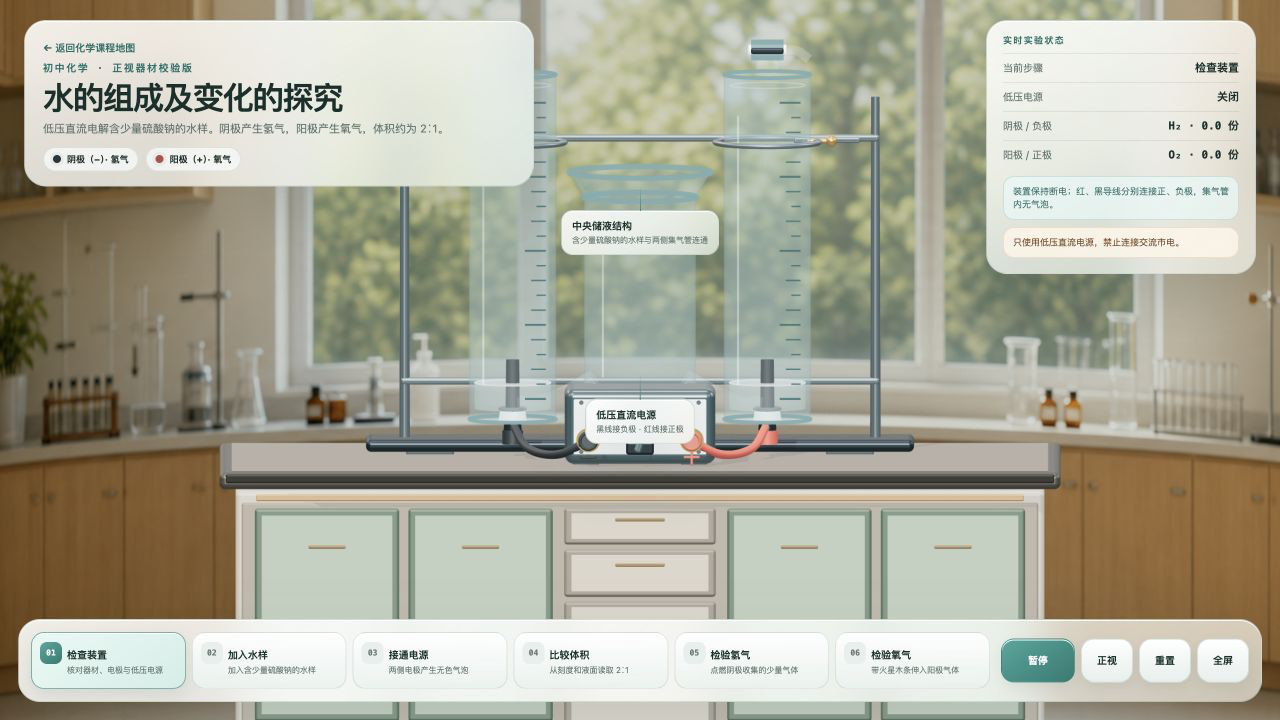 ← 返回化学课程地图
初中化学 · 正视器材校验版
水的组成及变化的探究
低压直流电解含少量硫酸钠的水样。阴极产生氢气，阳极产生氧气，体积约为 2∶1。
阴极（−）· 氢气
阳极（+）· 氧气
实时实验状态
当前步骤 检查装置
低压电源 关闭
阴极 / 负极 H₂ · 0.0 份
阳极 / 正极 O₂ · 0.0 份
装置保持断电；红、黑导线分别连接正、负极，集气管
内无气泡。
只使用低压直流电源，禁止连接交流市电。
中央储液结构
含少量硫酸钠的水样与两侧集气管连通
低压直流电源
黑线接负极 · 红线接正极
01 检查装置
核对器材、电极与低压电源
02 加入水样
加入含少量硫酸钠的水样
03 接通电源
两侧电极产生无色气泡
04 比较体积
从刻度和液面读取 2∶1
05 检验氢气
点燃阴极收集的少量气体
06 检验氧气
带火星木条伸入阳极气体
暂停
正视
重置
全屏